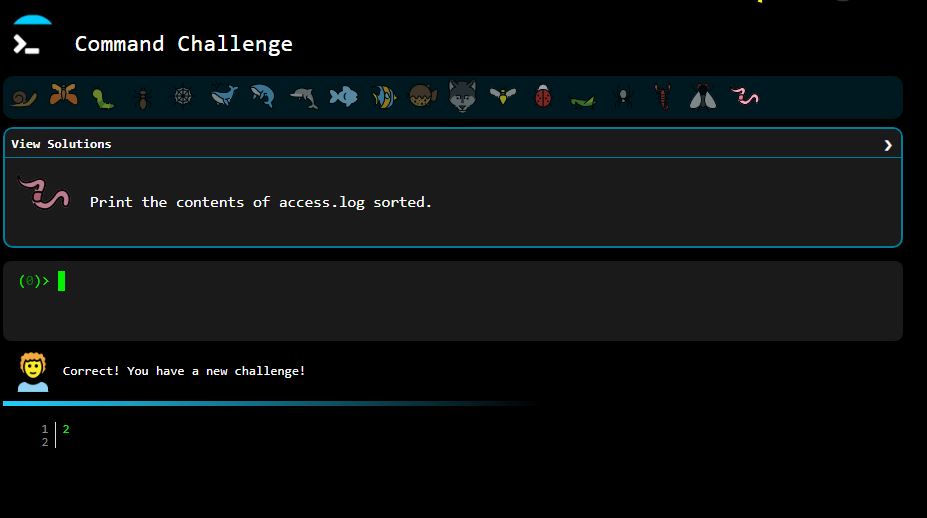 Command Challenge
View Solutions
Print the contents of access.log sorted.
(0)>
Correct! You have a new challenge!
1 2
2